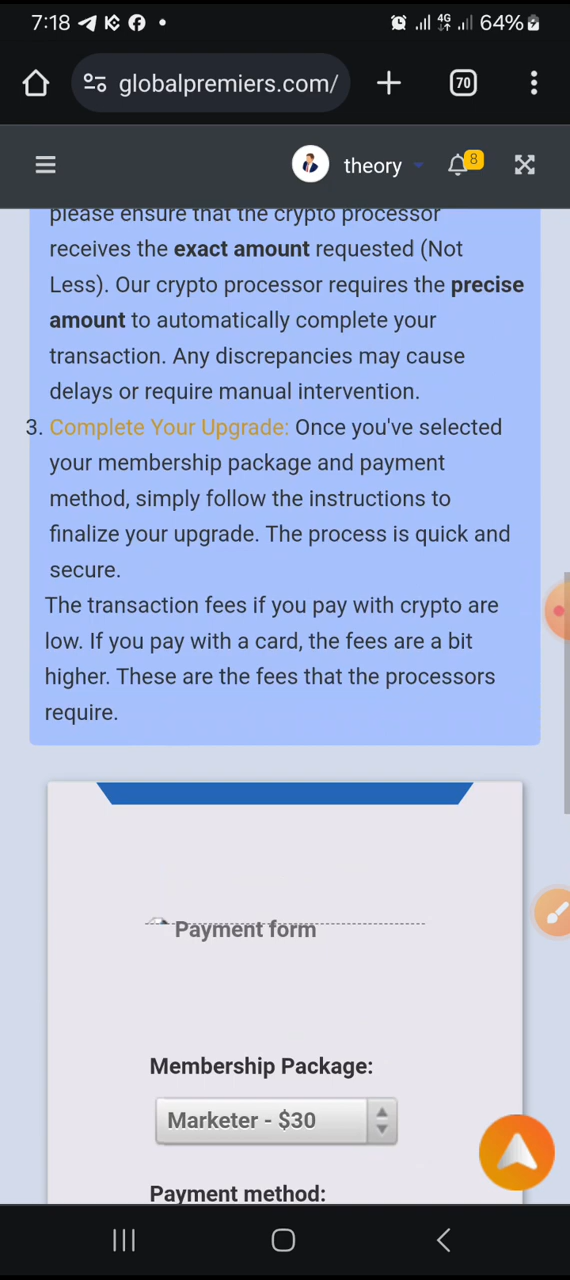 7:18
4G
64%
globalpremiers.com/
70
theory
8
please ensure that the crypto processor
receives the exact amount requested (Not
Less). Our crypto processor requires the precise
amount to automatically complete your
transaction. Any discrepancies may cause
delays or require manual intervention.
3. Complete Your Upgrade: Once you've selected
your membership package and payment
method, simply follow the instructions to
finalize your upgrade. The process is quick and
secure.
The transaction fees if you pay with crypto are
low. If you pay with a card, the fees are a bit
higher. These are the fees that the processors
require.
Payment form
Membership Package:
Marketer - $30
Payment method: